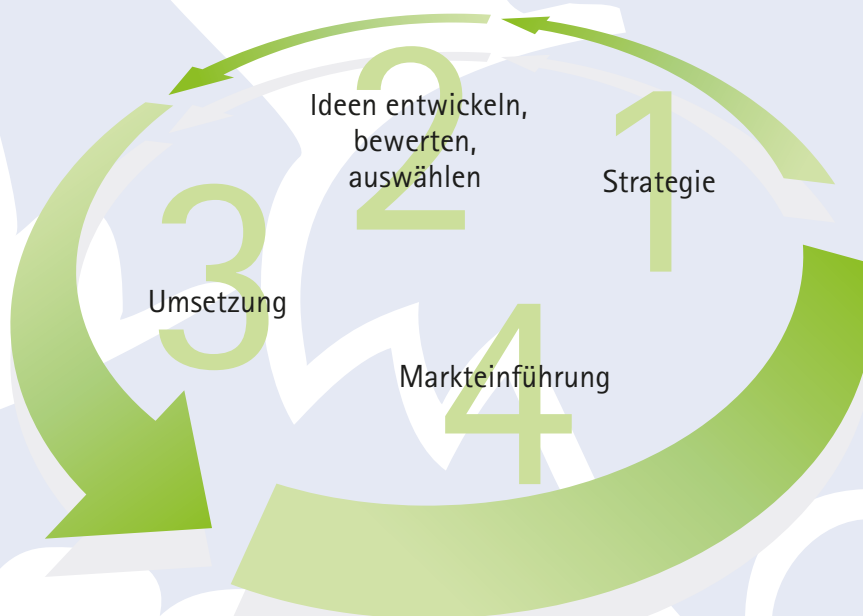 1
Strategie
2
Ideen entwickeln,
bewerten,
auswählen
3
Umsetzung
4
Markteinführung